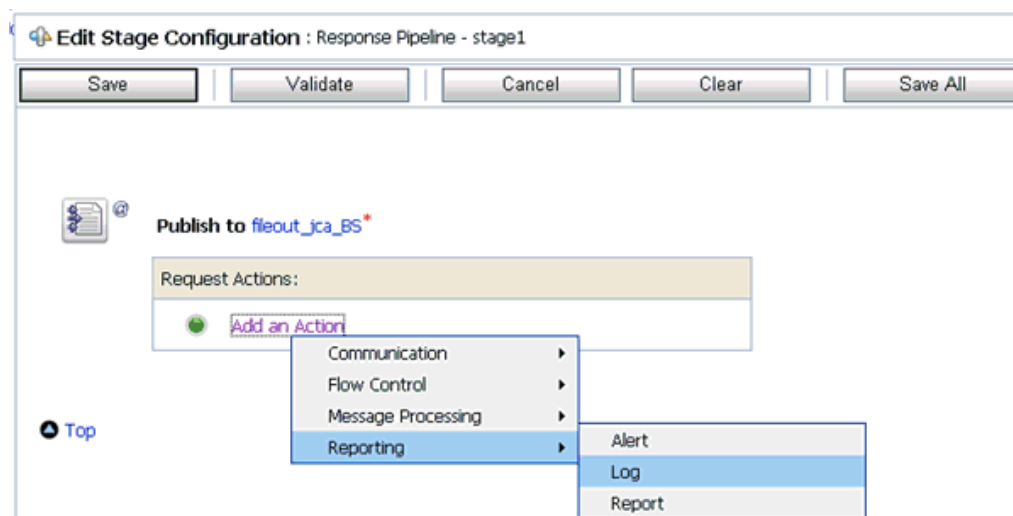 Edit Stage Configuration : Response Pipeline - stage1
Save Validate Cancel Clear Save All
@
Publish to fileout_jca_BS*
Request Actions:
Add an Action
Communication
Flow Control
Message Processing
Reporting
Top
Alert
Log
Report